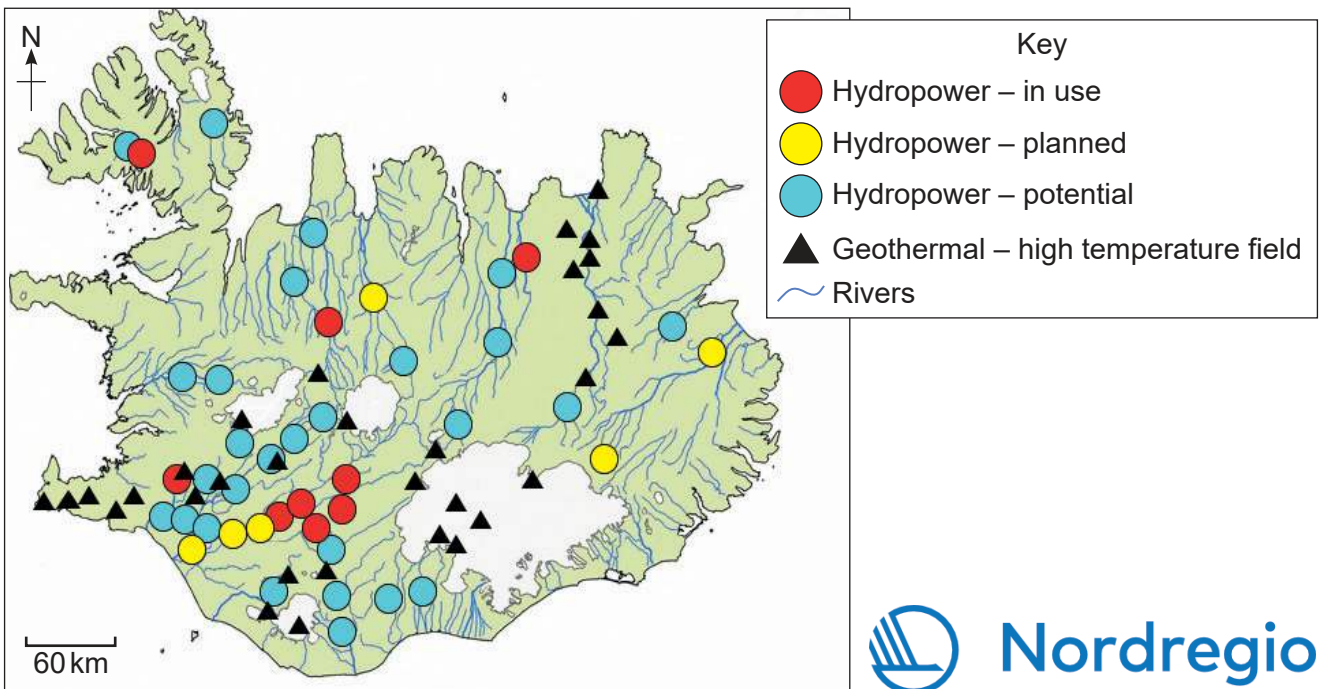 N
60 km
Key
Hydropower – in use
Hydropower – planned
Hydropower – potential
Geothermal – high temperature field
Rivers
Nordregio